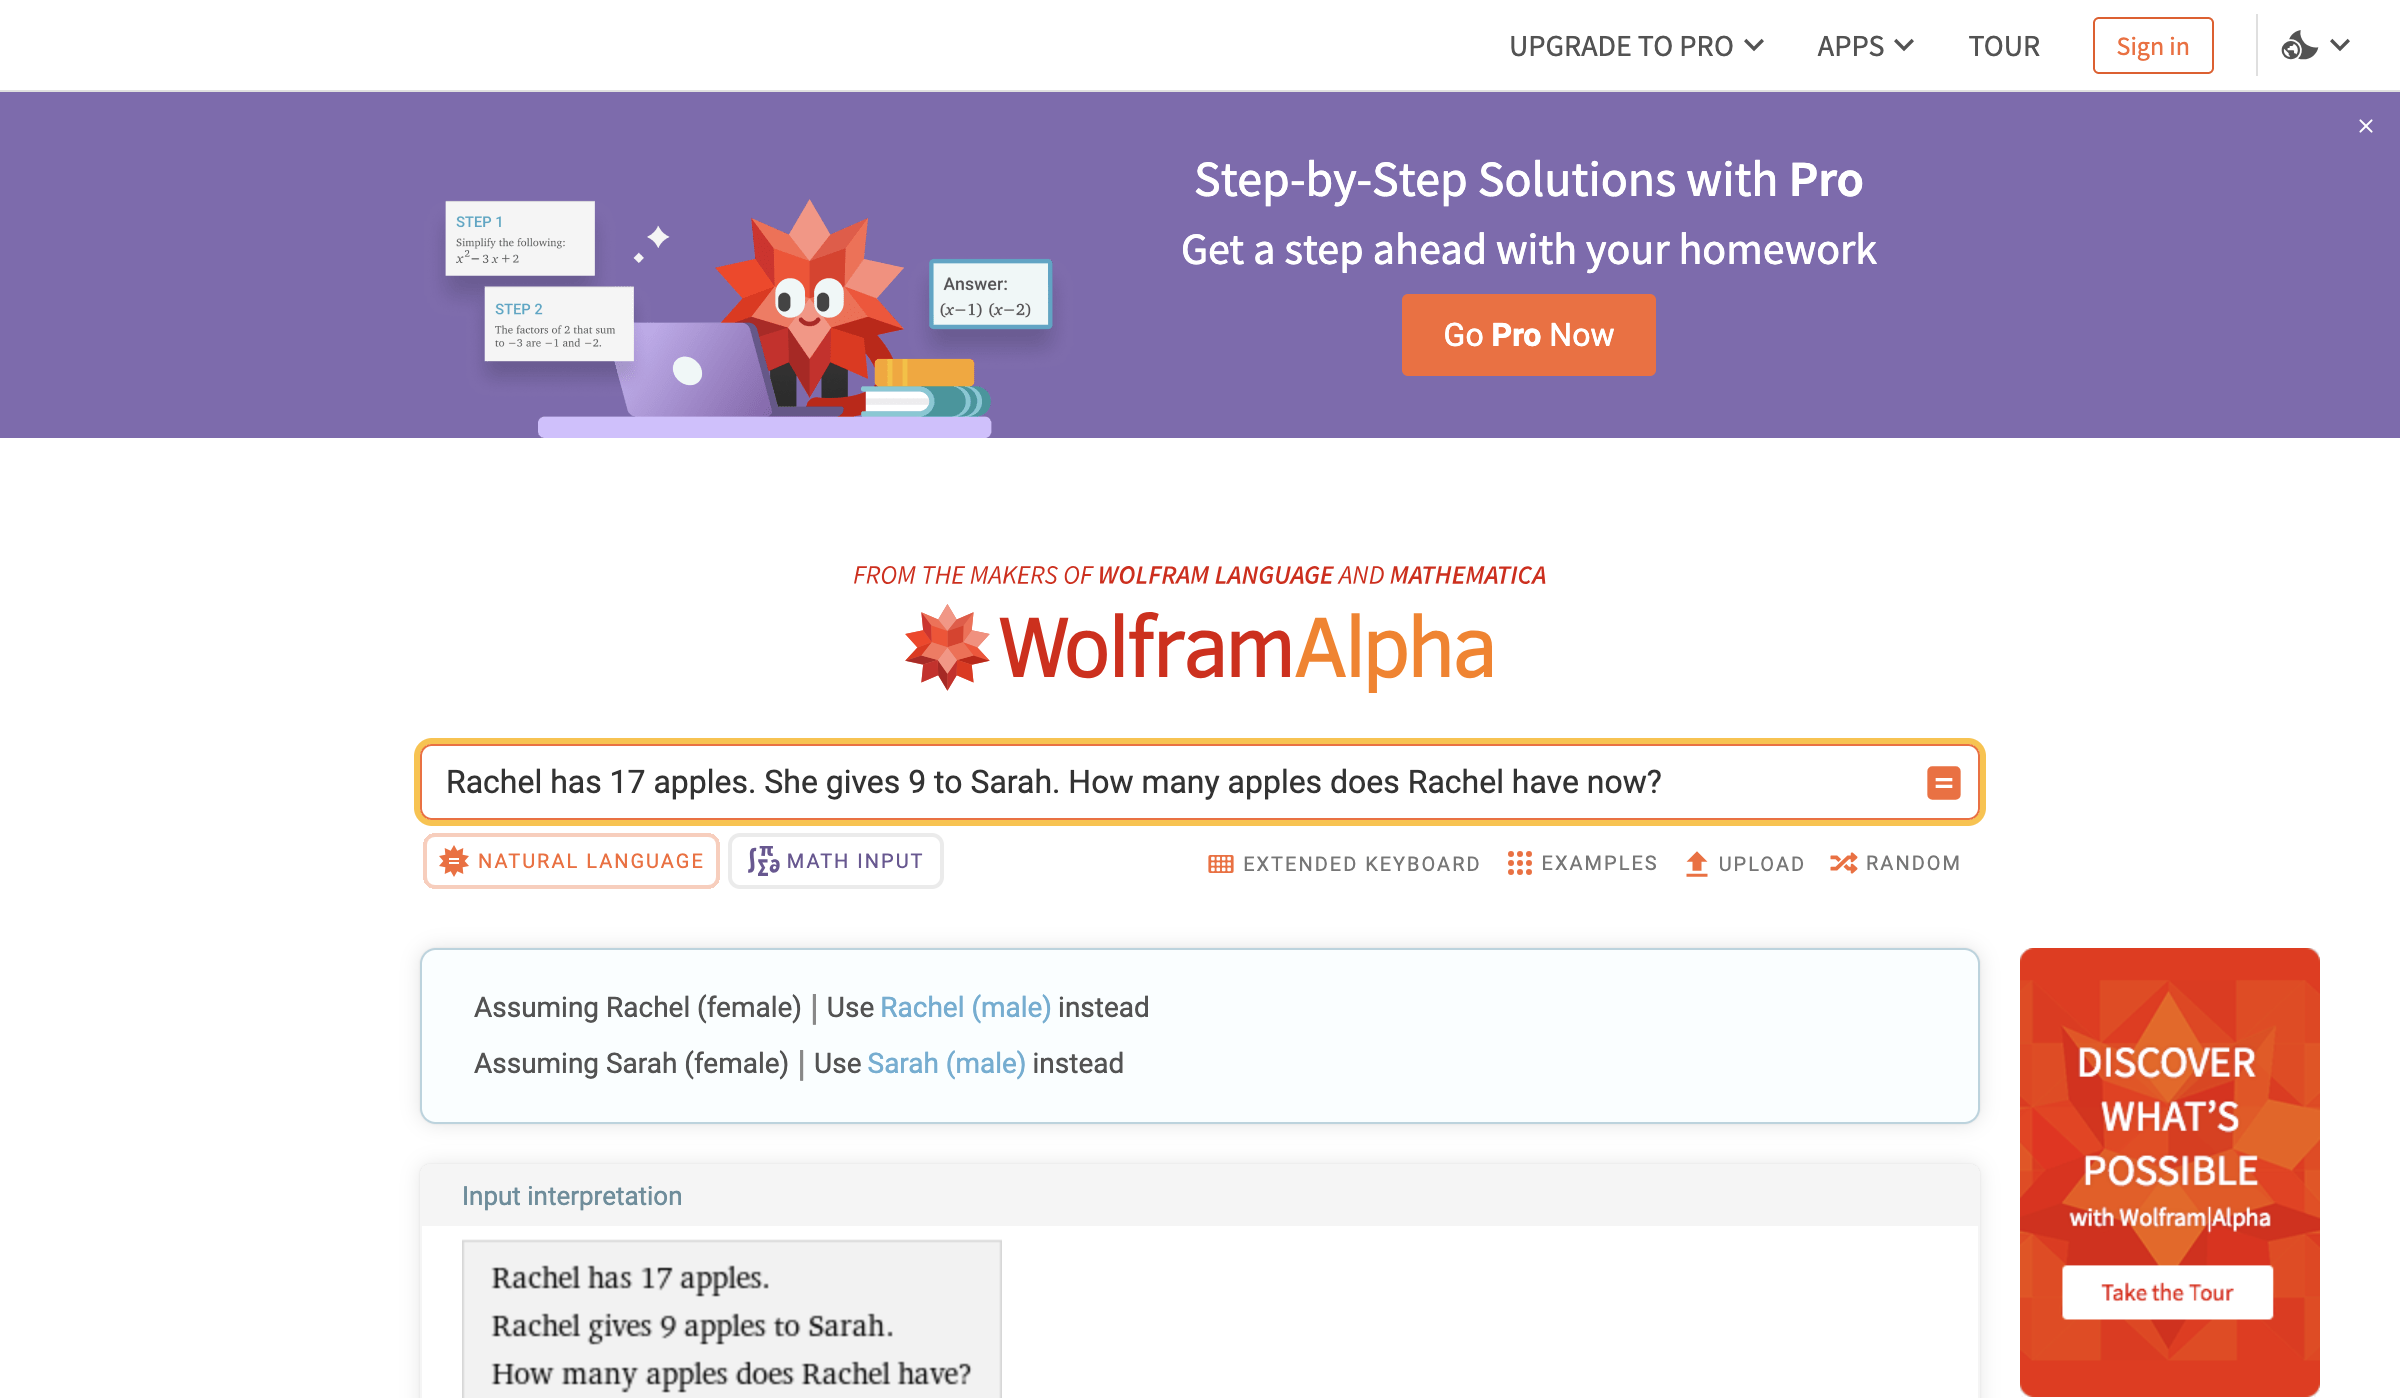 UPGRADE TO PRO
APPS
TOUR
Sign in
STEP 1
Simplify the following:
x² − 3 x + 2
STEP 2
The factors of 2 that sum
to −3 are −1 and −2.
Answer:
(x−1) (x−2)
Step-by-Step Solutions with Pro
Get a step ahead with your homework
Go Pro Now
FROM THE MAKERS OF WOLFRAM LANGUAGE AND MATHEMATICA
WolframAlpha
Rachel has 17 apples. She gives 9 to Sarah. How many apples does Rachel have now?
NATURAL LANGUAGE
MATH INPUT
EXTENDED KEYBOARD
EXAMPLES
UPLOAD
RANDOM
Assuming Rachel (female) | Use Rachel (male) instead
Assuming Sarah (female) | Use Sarah (male) instead
Input interpretation
Rachel has 17 apples.
Rachel gives 9 apples to Sarah.
How many apples does Rachel have?
DISCOVER
WHAT'S
POSSIBLE
with Wolfram|Alpha
Take the Tour